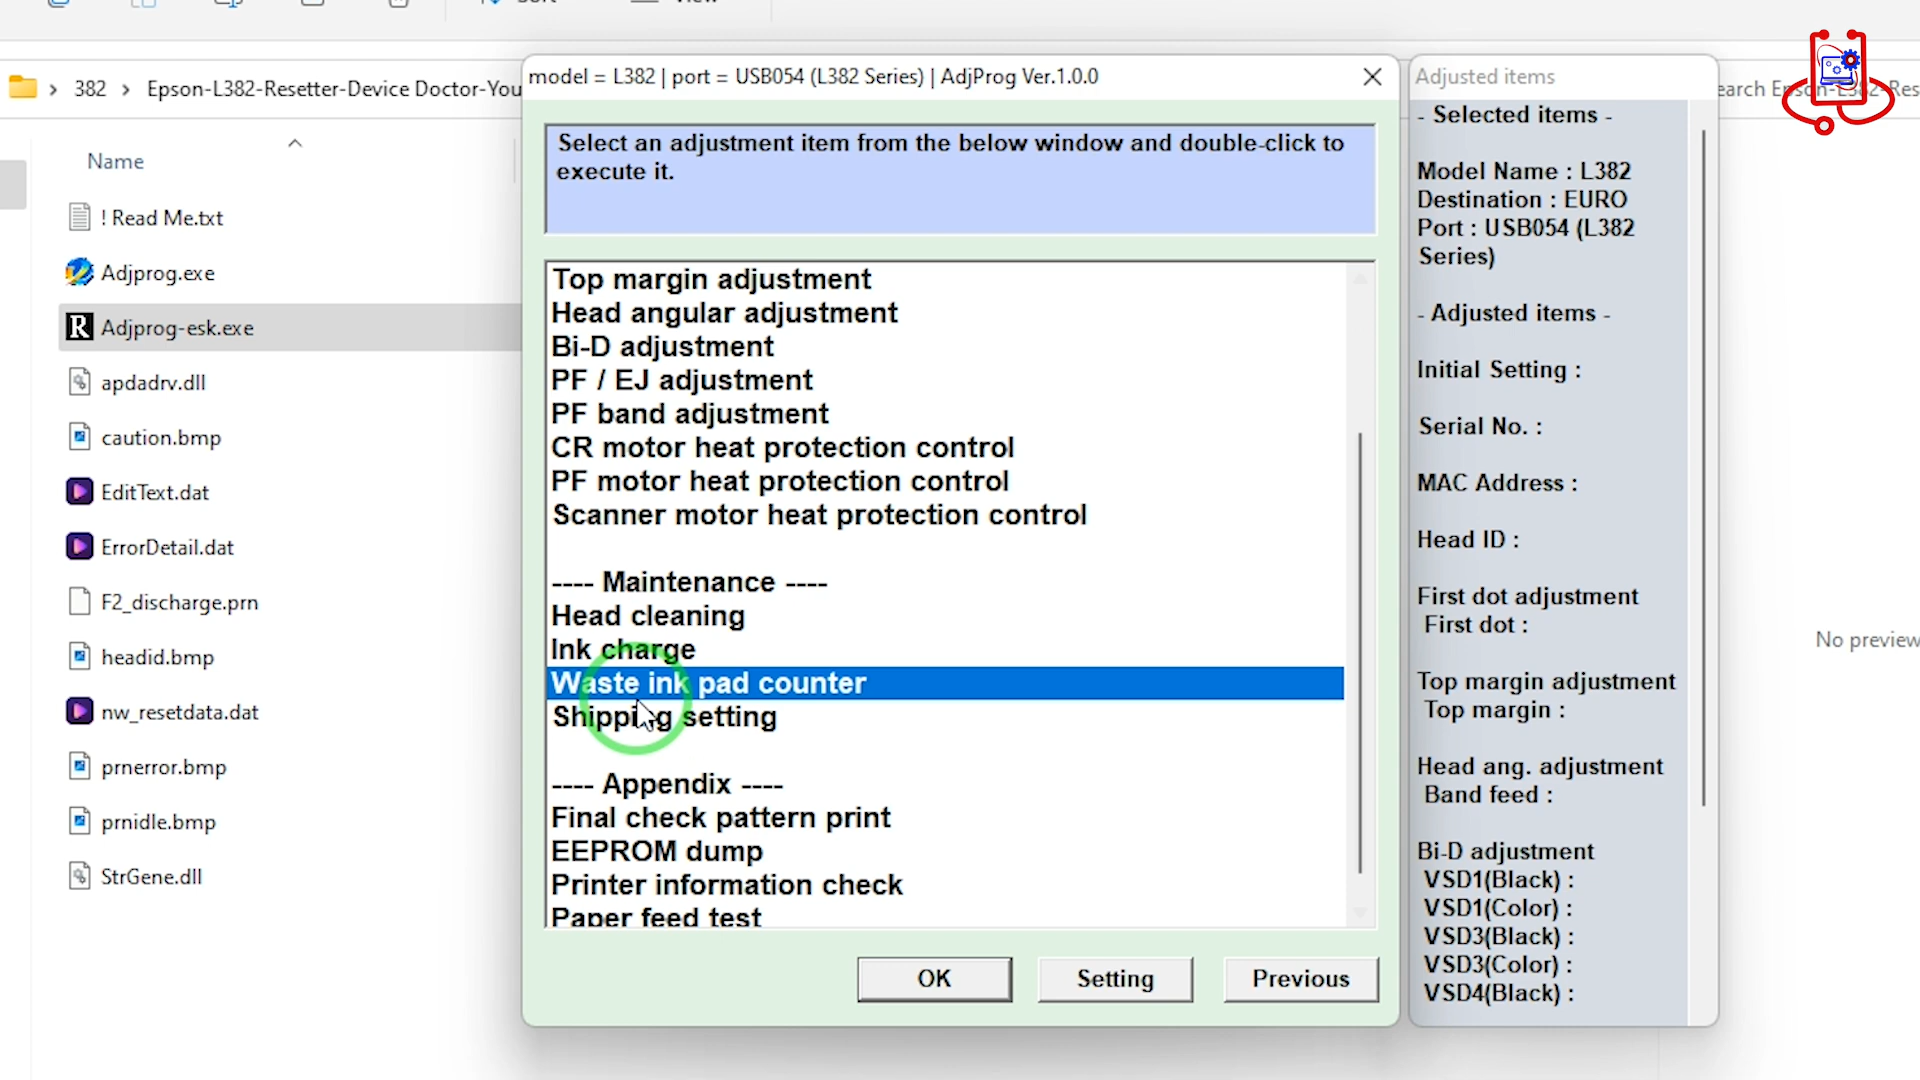 382
Epson-L382-Resetter-Device Doctor-You
Name
! Read Me.txt
Adjprog.exe
R
Adjprog-esk.exe
apdadrv.dll
caution.bmp
EditText.dat
ErrorDetail.dat
F2_discharge.prn
headid.bmp
nw_resetdata.dat
prnerror.bmp
prnidle.bmp
StrGene.dll
model = L382 | port = USB054 (L382 Series) | AdjProg Ver.1.0.0
Select an adjustment item from the below window and double-click to
execute it.
Top margin adjustment
Head angular adjustment
Bi-D adjustment
PF / EJ adjustment
PF band adjustment
CR motor heat protection control
PF motor heat protection control
Scanner motor heat protection control
---- Maintenance ----
Head cleaning
Ink charge
Waste ink pad counter
Shipping setting
---- Appendix ----
Final check pattern print
EEPROM dump
Printer information check
Paper feed test
OK
Setting
Previous
Adjusted items
- Selected items -
Model Name : L382
Destination : EURO
Port : USB054 (L382
Series)
- Adjusted items -
Initial Setting :
Serial No. :
MAC Address :
Head ID :
First dot adjustment
First dot :
Top margin adjustment
Top margin :
Head ang. adjustment
Band feed :
Bi-D adjustment
VSD1(Black) :
VSD1(Color) :
VSD3(Black) :
VSD3(Color) :
VSD4(Black) :
No preview